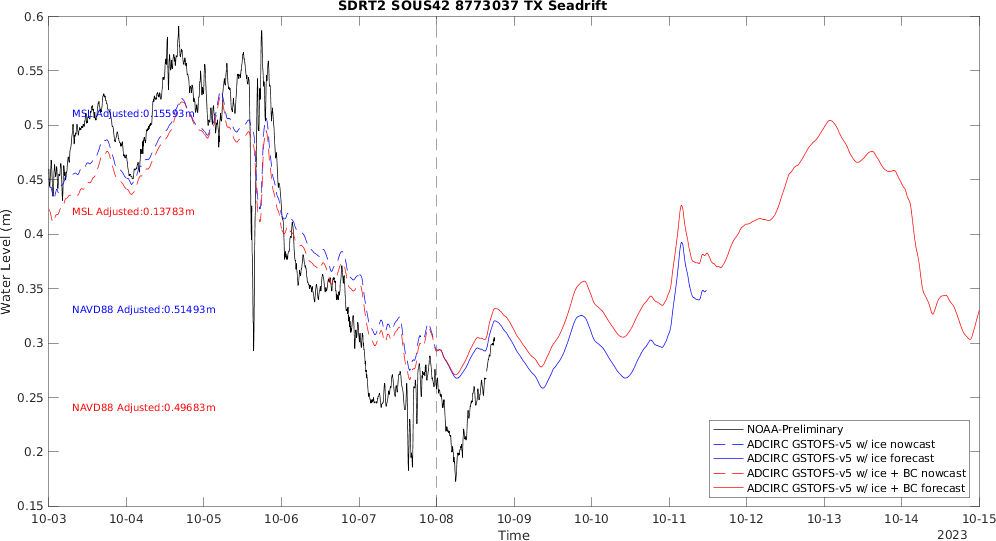 SDRT2 SOUS42 8773037 TX Seadrift
0.6
0.55
0.5
0.45
0.4
0.35
0.3
0.25
0.2
0.15
Water Level (m)
MSL Adjusted:0.15593m
MSL Adjusted:0.13783m
NAVD88 Adjusted:0.51493m
NAVD88 Adjusted:0.49683m
NOAA-Preliminary
ADCIRC GSTOFS-v5 w/ ice nowcast
ADCIRC GSTOFS-v5 w/ ice forecast
ADCIRC GSTOFS-v5 w/ ice + BC nowcast
ADCIRC GSTOFS-v5 w/ ice + BC forecast
10-03 10-04 10-05 10-06 10-07 10-08 10-09 10-10 10-11 10-12 10-13 10-14 10-15
Time
2023